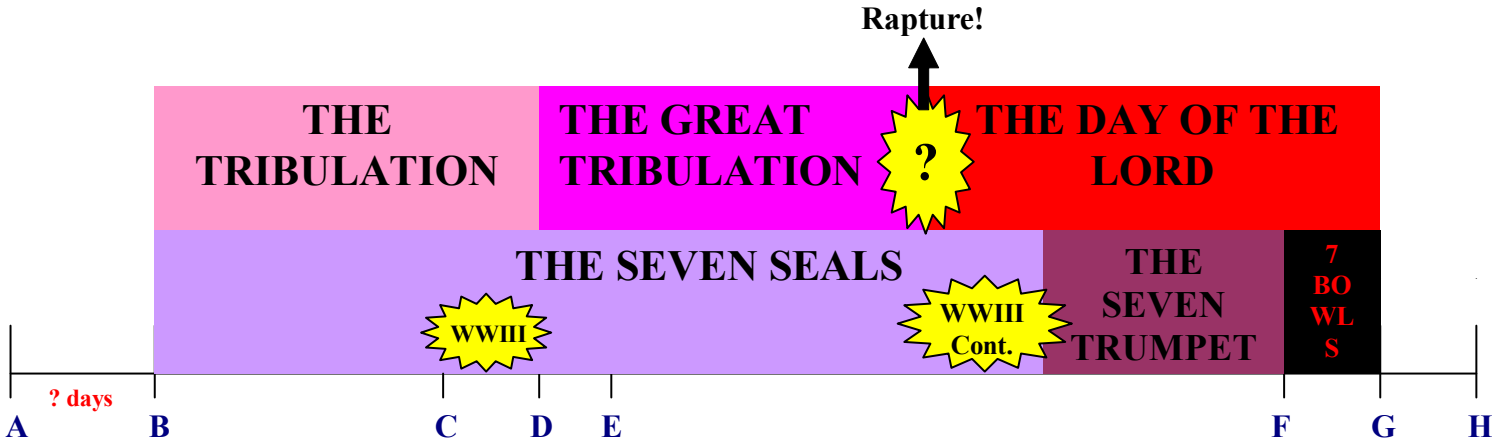 Rapture!
THE
TRIBULATION
THE GREAT
TRIBULATION
?
THE DAY OF THE
LORD
THE SEVEN SEALS
WWIII
WWIII
Cont.
THE
SEVEN
TRUMPET
7
BO
WL
S
? days
A B C D E F G H